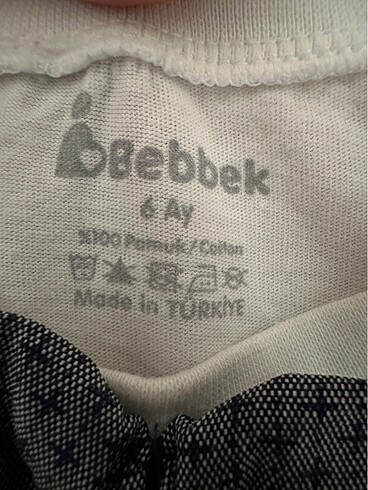 Bebbek
6 Ay
%100 Pamuk/Cotton
Made in TÜRKİYE